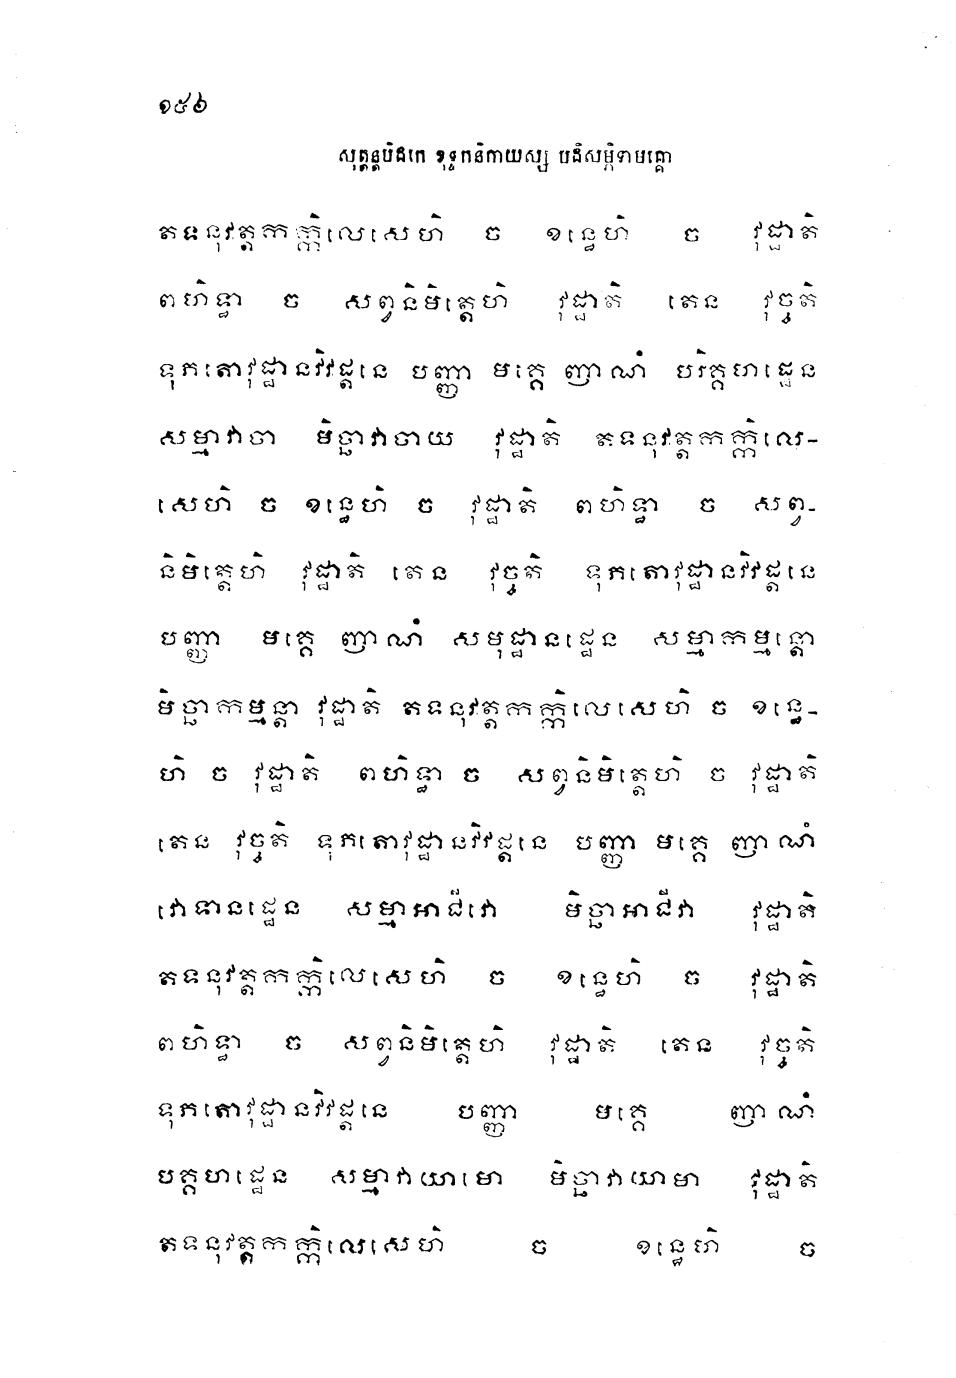 ១៥៦
សុត្តន្តបិដកេ ខុទ្ទកនិកាយស្ស បដិសម្ភិទាមគ្គោ
តទនុវត្តកក្កិលេសេហិ ច ខន្ធេហិ ច វុដ្ឋាតិ
ពហិទ្ធា ច សព្វនិមិត្តេហិ វុដ្ឋាតិ តេន វុច្ចតិ
ទុភតោវុដ្ឋានវិវដ្ដនេ បញ្ញា មគ្គេ ញាណំ បរិគ្គហដ្ឋេន
សម្មាវាចា មិច្ឆាវាចាយ វុដ្ឋាតិ តទនុវត្តកក្កិលេ-
សេហិ ច ខន្ធេហិ ច វុដ្ឋាតិ ពហិទ្ធា ច សព្វ-
និមិត្តេហិ វុដ្ឋាតិ តេន វុច្ចតិ ទុភតោវុដ្ឋានវិវដ្ដនេ
បញ្ញា មគ្គេ ញាណំ សមុដ្ឋានដ្ឋេន សម្មាកម្មន្តោ
មិច្ឆាកម្មន្តា វុដ្ឋាតិ តទនុវត្តកក្កិលេសេហិ ច ខន្ធេ-
ហិ ច វុដ្ឋាតិ ពហិទ្ធា ច សព្វនិមិត្តេហិ ច វុដ្ឋាតិ
តេន វុច្ចតិ ទុភតោវុដ្ឋានវិវដ្ដនេ បញ្ញា មគ្គេ ញាណំ
វោទានដ្ឋេន សម្មាអាជីវោ មិច្ឆាអាជីវា វុដ្ឋាតិ
តទនុវត្តកក្កិលេសេហិ ច ខន្ធេហិ ច វុដ្ឋាតិ
ពហិទ្ធា ច សព្វនិមិត្តេហិ វុដ្ឋាតិ តេន វុច្ចតិ
ទុភតោវុដ្ឋានវិវដ្ដនេ បញ្ញា មគ្គេ ញាណំ
បគ្គហដ្ឋេន សម្មាវាយាមោ មិច្ឆាវាយាមា វុដ្ឋាតិ
តទនុវត្តកក្កិលេសេហិ ច ខន្ធេហិ ច